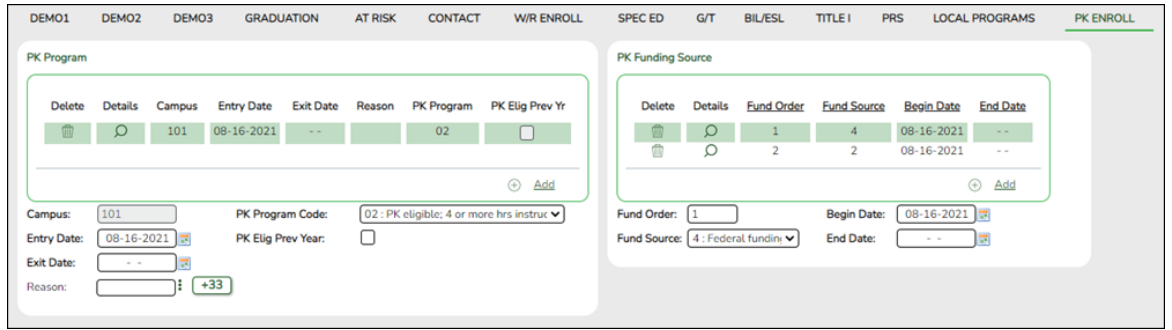 DEMO1 DEMO2 DEMO3 GRADUATION AT RISK CONTACT W/R ENROLL SPEC ED G/T BIL/ESL TITLE I PRS LOCAL PROGRAMS PK ENROLL
PK Program
Delete Details Campus Entry Date Exit Date Reason PK Program PK Elig Prev Yr
101 08-16-2021 - - 02
Add
Campus: 101 PK Program Code: 02 : PK eligible; 4 or more hrs instruc
Entry Date: 08-16-2021 PK Elig Prev Year:
Exit Date: - -
Reason: +33
PK Funding Source
Delete Details Fund Order Fund Source Begin Date End Date
1 4 08-16-2021 - -
2 2 08-16-2021 - -
Add
Fund Order: 1 Begin Date: 08-16-2021
Fund Source: 4 : Federal funding End Date: - -